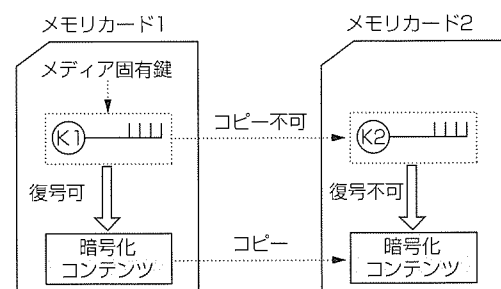 メモリカード1
メモリカード2
メディア固有鍵
K1
コピー不可
K2
復号可
復号不可
暗号化
コンテンツ
コピー
暗号化
コンテンツ